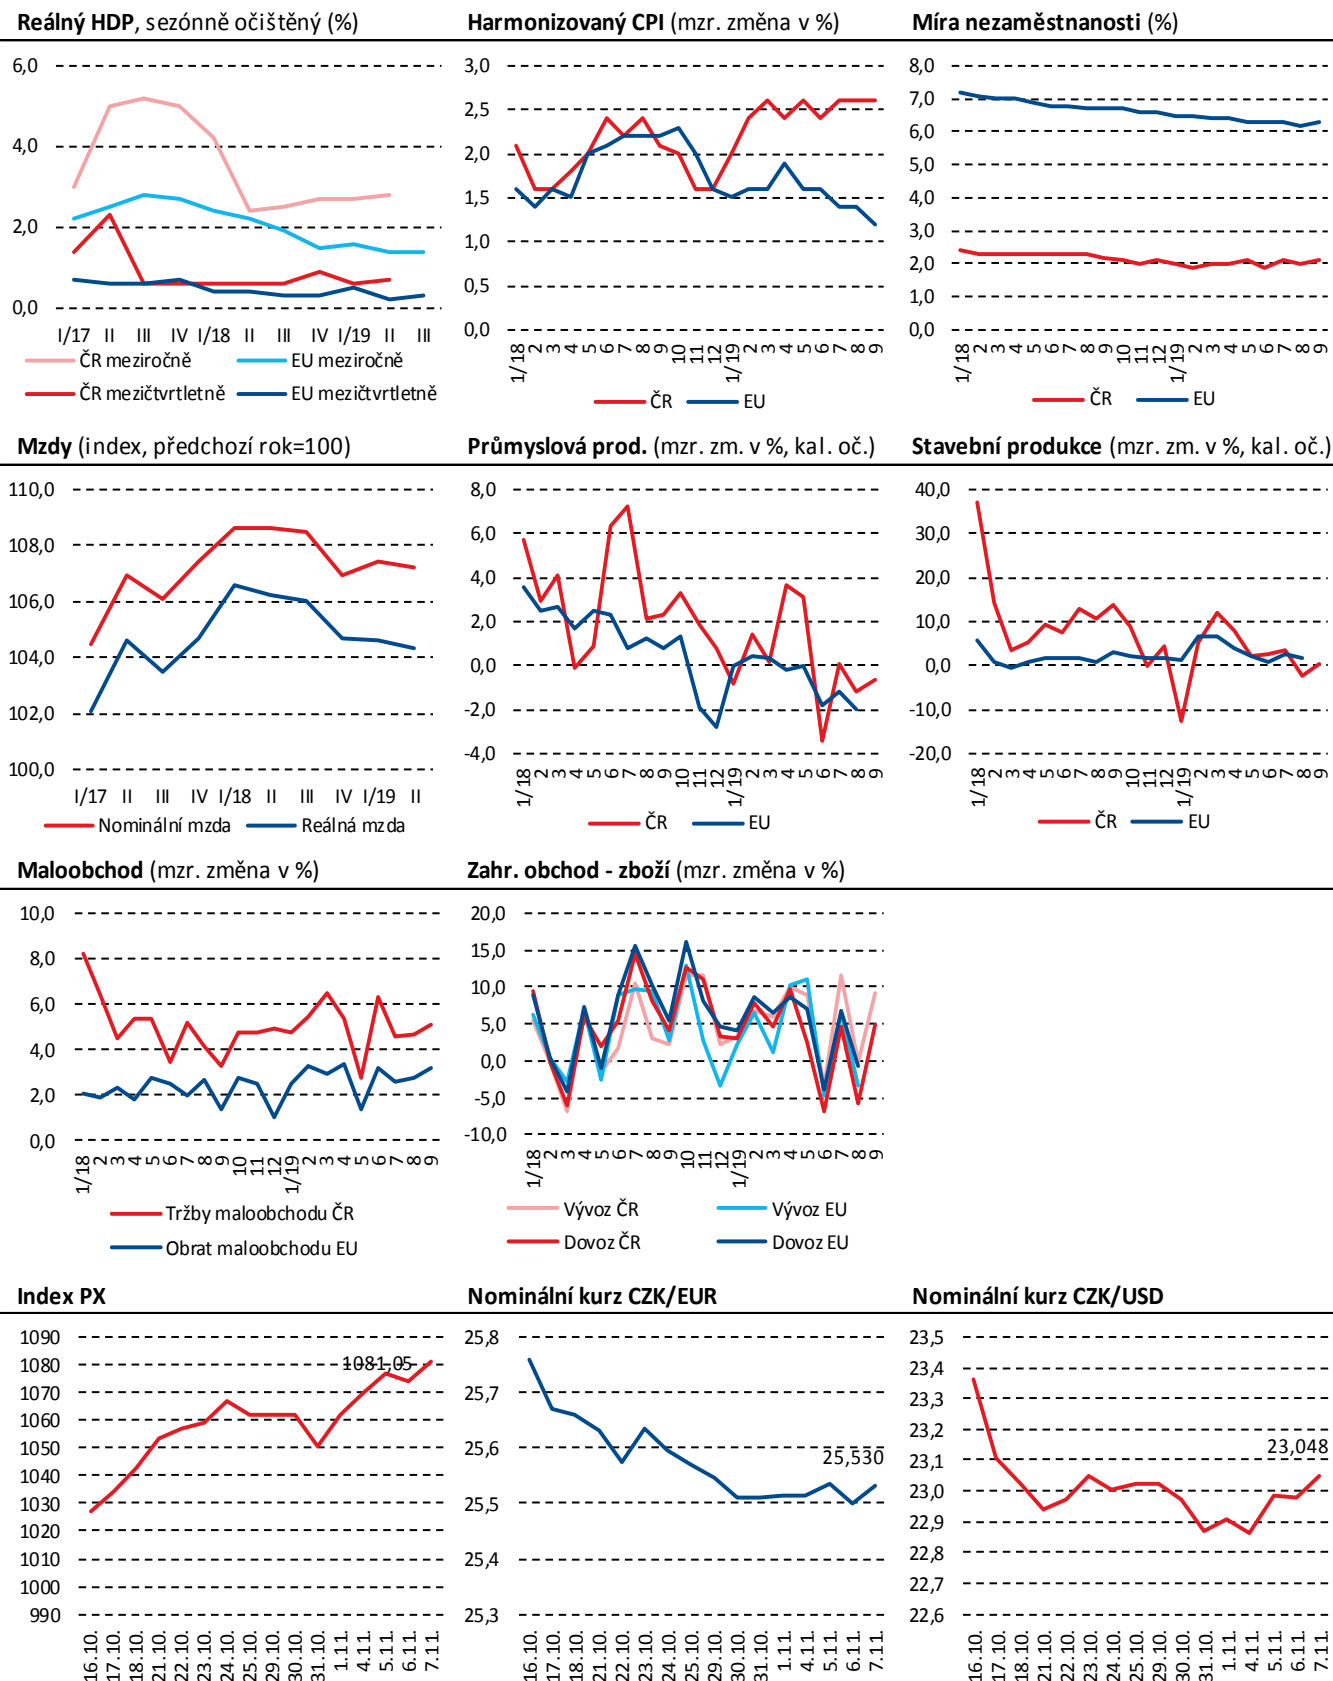 Reálný HDP, sezónně očištěný (%)
6,0
4,0
2,0
0,0
I/17 II III IV I/18 II III IV I/19 II III
ČR meziročně EU meziročně
ČR mezičtvrtletně EU mezičtvrtletně
Harmonizovaný CPI (mzr. změna v %)
3,0
2,5
2,0
1,5
1,0
0,5
0,0
1/18 2 3 4 5 6 7 8 9 10 11 12 1/19 2 3 4 5 6 7 8 9
ČR EU
Míra nezaměstnanosti (%)
8,0
7,0
6,0
5,0
4,0
3,0
2,0
1,0
0,0
1/18 2 3 4 5 6 7 8 9 10 11 12 1/19 2 3 4 5 6 7 8 9
ČR EU
Mzdy (index, předchozí rok=100)
110,0
108,0
106,0
104,0
102,0
100,0
I/17 II III IV I/18 II III IV I/19 II
Nominální mzda Reálná mzda
Průmyslová prod. (mzr. zm. v %, kal. oč.)
8,0
6,0
4,0
2,0
0,0
-2,0
-4,0
1/18 2 3 4 5 6 7 8 9 10 11 12 1/19 2 3 4 5 6 7 8 9
ČR EU
Stavební produkce (mzr. zm. v %, kal. oč.)
40,0
30,0
20,0
10,0
0,0
-10,0
-20,0
1/18 2 3 4 5 6 7 8 9 10 11 12 1/19 2 3 4 5 6 7 8 9
ČR EU
Maloobchod (mzr. změna v %)
10,0
8,0
6,0
4,0
2,0
0,0
1/18 2 3 4 5 6 7 8 9 10 11 12 1/19 2 3 4 5 6 7 8 9
Tržby maloobchodu ČR
Obrat maloobchodu EU
Zahr. obchod - zboží (mzr. změna v %)
20,0
15,0
10,0
5,0
0,0
-5,0
-10,0
1/18 2 3 4 5 6 7 8 9 10 11 12 1/19 2 3 4 5 6 7 8 9
Vývoz ČR Vývoz EU
Dovoz ČR Dovoz EU
Index PX
1090
1080
1070
1060
1050
1040
1030
1020
1010
1000
990
1081,05
16.10. 17.10. 18.10. 21.10. 22.10. 23.10. 24.10. 25.10. 29.10. 30.10. 31.10. 1.11. 4.11. 5.11. 6.11. 7.11.
Nominální kurz CZK/EUR
25,8
25,7
25,6
25,5
25,4
25,3
25,530
16.10. 17.10. 18.10. 21.10. 22.10. 23.10. 24.10. 25.10. 29.10. 30.10. 31.10. 1.11. 4.11. 5.11. 6.11. 7.11.
Nominální kurz CZK/USD
23,5
23,4
23,3
23,2
23,1
23,0
22,9
22,8
22,7
22,6
23,048
16.10. 17.10. 18.10. 21.10. 22.10. 23.10. 24.10. 25.10. 29.10. 30.10. 31.10. 1.11. 4.11. 5.11. 6.11. 7.11.